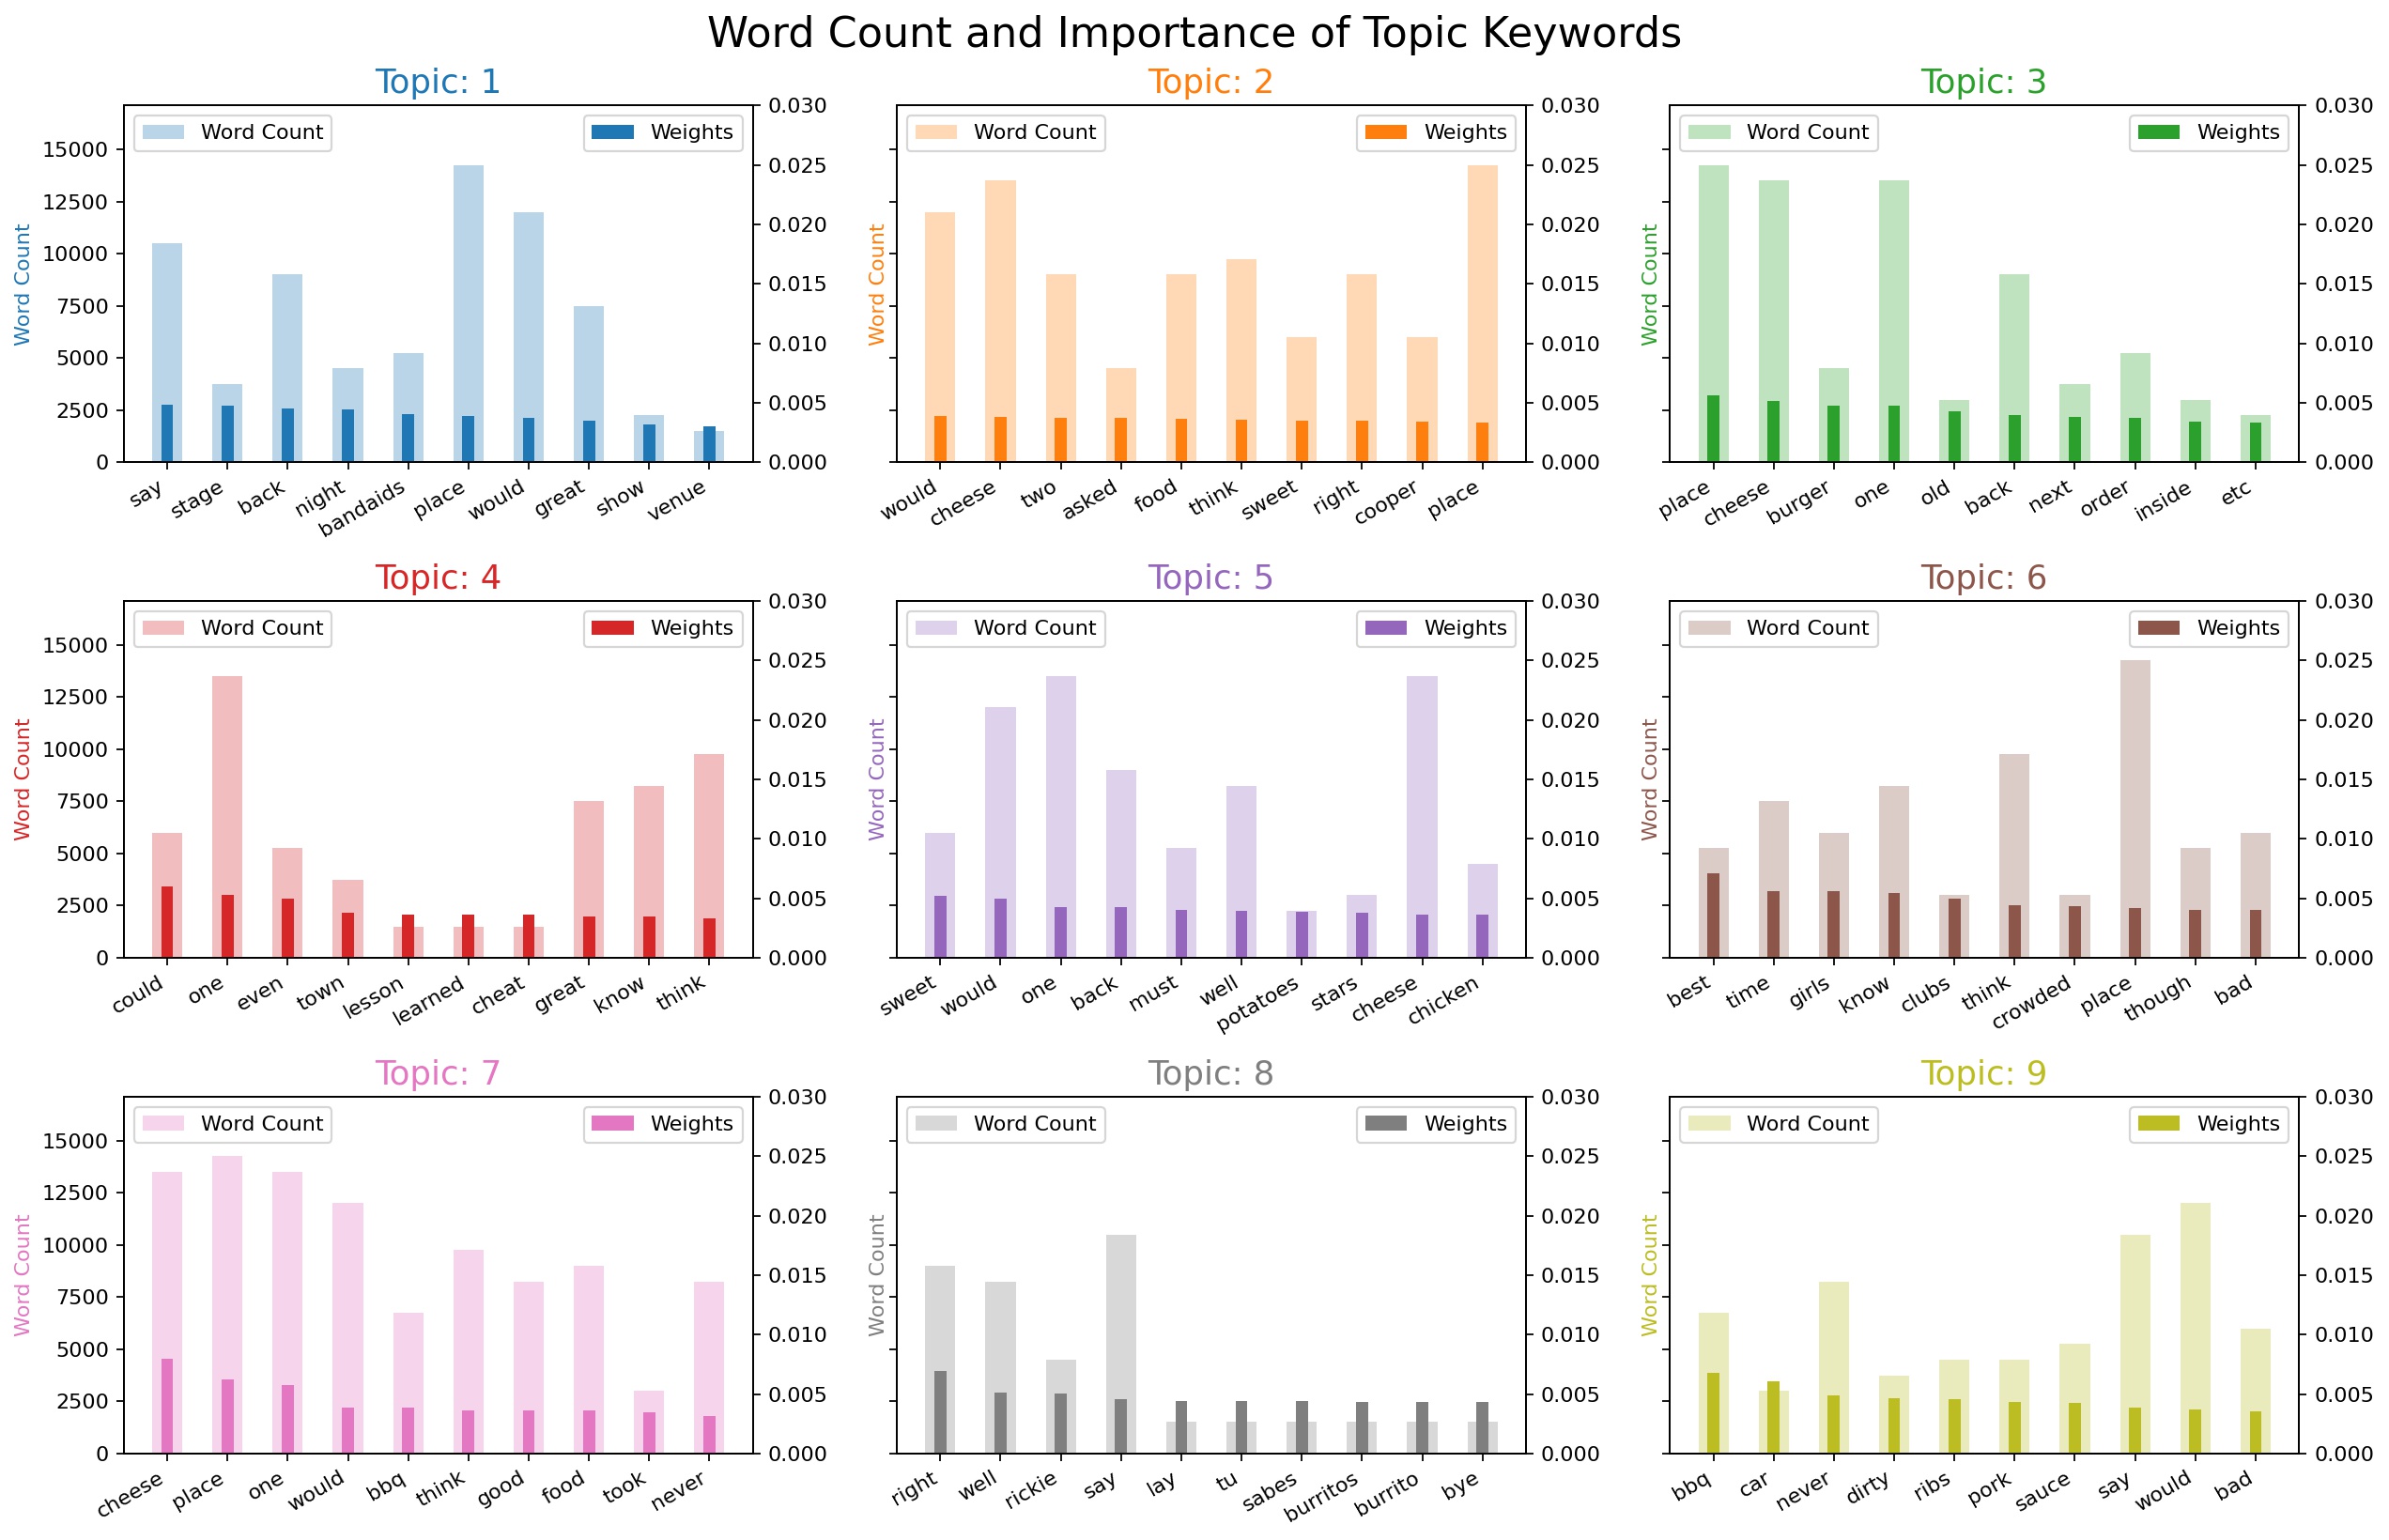 Word Count and Importance of Topic Keywords
Topic: 1
Word Count
Weights
Word Count
15000
12500
10000
7500
5000
2500
0
0.030
0.025
0.020
0.015
0.010
0.005
0.000
say stage back night bandaids place would great show venue
Topic: 2
Word Count
Weights
Word Count
0.030
0.025
0.020
0.015
0.010
0.005
0.000
would cheese two asked food think sweet right cooper place
Topic: 3
Word Count
Weights
Word Count
0.030
0.025
0.020
0.015
0.010
0.005
0.000
place cheese burger one old back next order inside etc
Topic: 4
Word Count
Weights
Word Count
15000
12500
10000
7500
5000
2500
0
0.030
0.025
0.020
0.015
0.010
0.005
0.000
could one even town lesson learned cheat great know think
Topic: 5
Word Count
Weights
Word Count
0.030
0.025
0.020
0.015
0.010
0.005
0.000
sweet would one back must well potatoes stars cheese chicken
Topic: 6
Word Count
Weights
Word Count
0.030
0.025
0.020
0.015
0.010
0.005
0.000
best time girls know clubs think crowded place though bad
Topic: 7
Word Count
Weights
Word Count
15000
12500
10000
7500
5000
2500
0
0.030
0.025
0.020
0.015
0.010
0.005
0.000
cheese place one would bbq think good food took never
Topic: 8
Word Count
Weights
Word Count
0.030
0.025
0.020
0.015
0.010
0.005
0.000
right well rickie say lay tu sabes burritos burrito bye
Topic: 9
Word Count
Weights
Word Count
0.030
0.025
0.020
0.015
0.010
0.005
0.000
bbq car never dirty ribs pork sauce say would bad